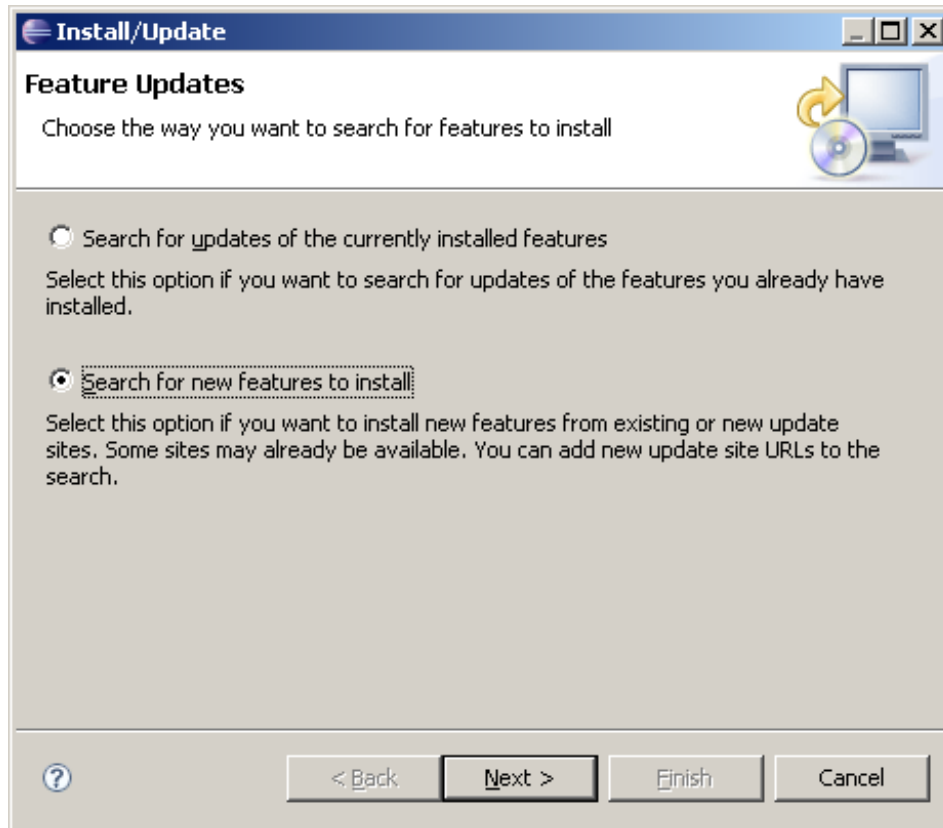 Install/Update
Feature Updates
Choose the way you want to search for features to install
Search for updates of the currently installed features
Select this option if you want to search for updates of the features you already have
installed.
Search for new features to install
Select this option if you want to install new features from existing or new update
sites. Some sites may already be available. You can add new update site URLs to the
search.
? < Back Next > Finish Cancel